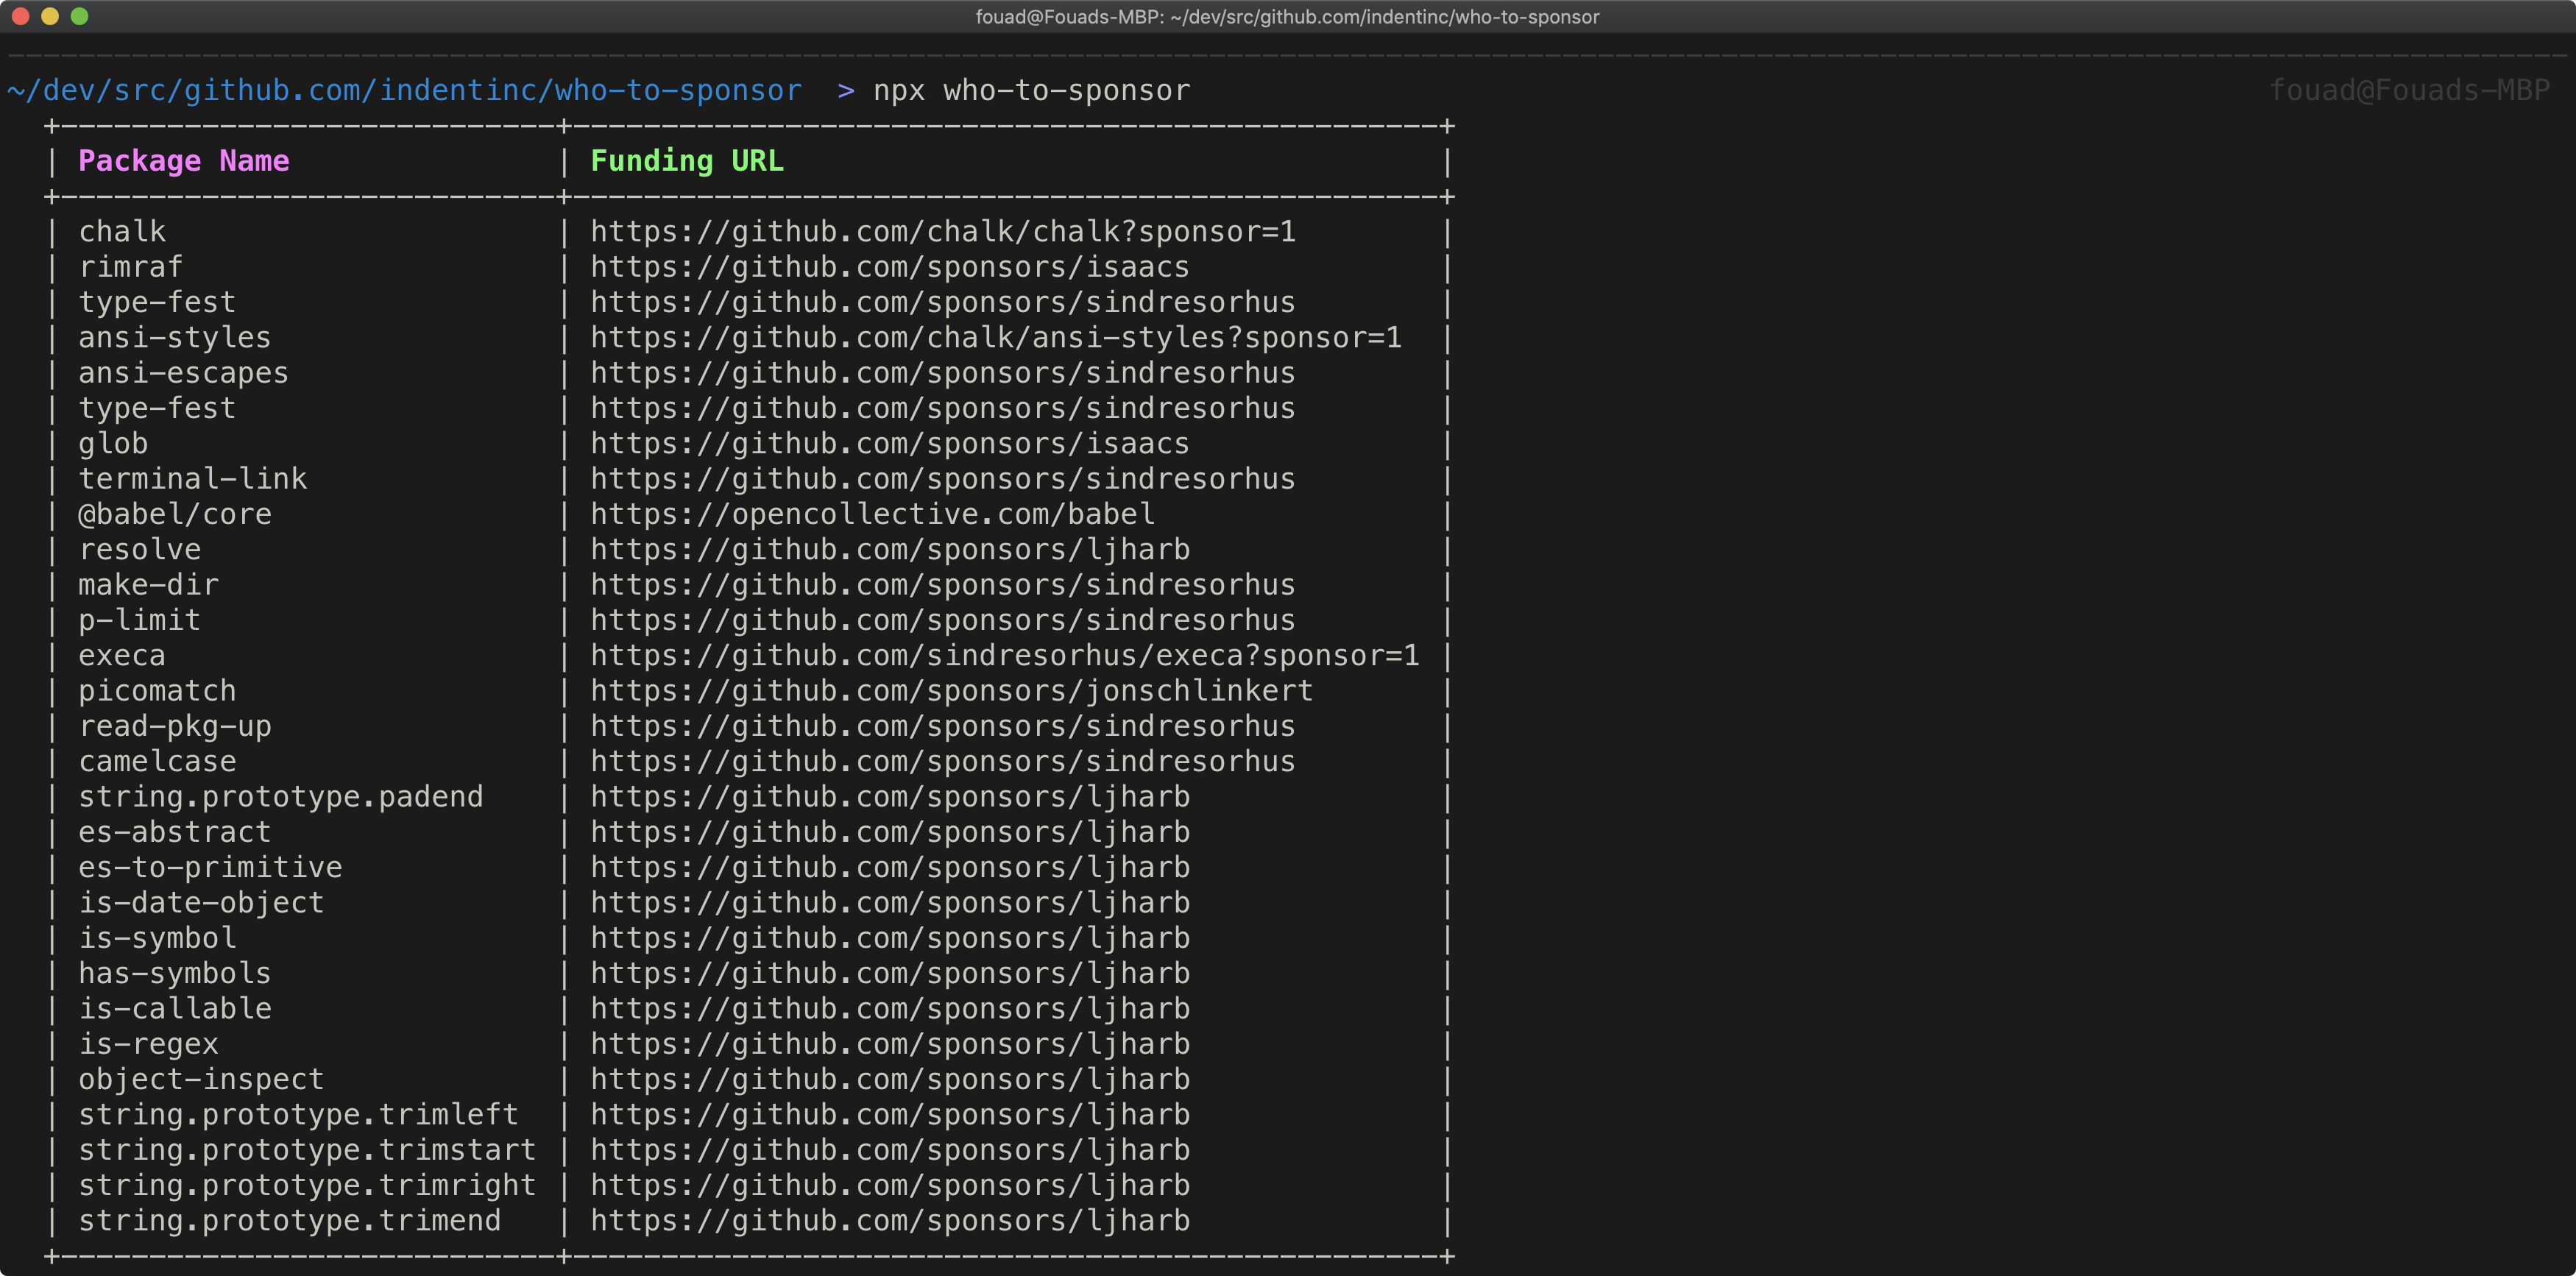 fouad@Fouads-MBP: ~/dev/src/github.com/indentinc/who-to-sponsor
~/dev/src/github.com/indentinc/who-to-sponsor > npx who-to-sponsor fouad@Fouads-MBP
| Package Name | Funding URL |
| chalk | https://github.com/chalk/chalk?sponsor=1 |
| rimraf | https://github.com/sponsors/isaacs |
| type-fest | https://github.com/sponsors/sindresorhus |
| ansi-styles | https://github.com/chalk/ansi-styles?sponsor=1 |
| ansi-escapes | https://github.com/sponsors/sindresorhus |
| type-fest | https://github.com/sponsors/sindresorhus |
| glob | https://github.com/sponsors/isaacs |
| terminal-link | https://github.com/sponsors/sindresorhus |
| @babel/core | https://opencollective.com/babel |
| resolve | https://github.com/sponsors/ljharb |
| make-dir | https://github.com/sponsors/sindresorhus |
| p-limit | https://github.com/sponsors/sindresorhus |
| execa | https://github.com/sindresorhus/execa?sponsor=1 |
| picomatch | https://github.com/sponsors/jonschlinkert |
| read-pkg-up | https://github.com/sponsors/sindresorhus |
| camelcase | https://github.com/sponsors/sindresorhus |
| string.prototype.padend | https://github.com/sponsors/ljharb |
| es-abstract | https://github.com/sponsors/ljharb |
| es-to-primitive | https://github.com/sponsors/ljharb |
| is-date-object | https://github.com/sponsors/ljharb |
| is-symbol | https://github.com/sponsors/ljharb |
| has-symbols | https://github.com/sponsors/ljharb |
| is-callable | https://github.com/sponsors/ljharb |
| is-regex | https://github.com/sponsors/ljharb |
| object-inspect | https://github.com/sponsors/ljharb |
| string.prototype.trimleft | https://github.com/sponsors/ljharb |
| string.prototype.trimstart | https://github.com/sponsors/ljharb |
| string.prototype.trimright | https://github.com/sponsors/ljharb |
| string.prototype.trimend | https://github.com/sponsors/ljharb |